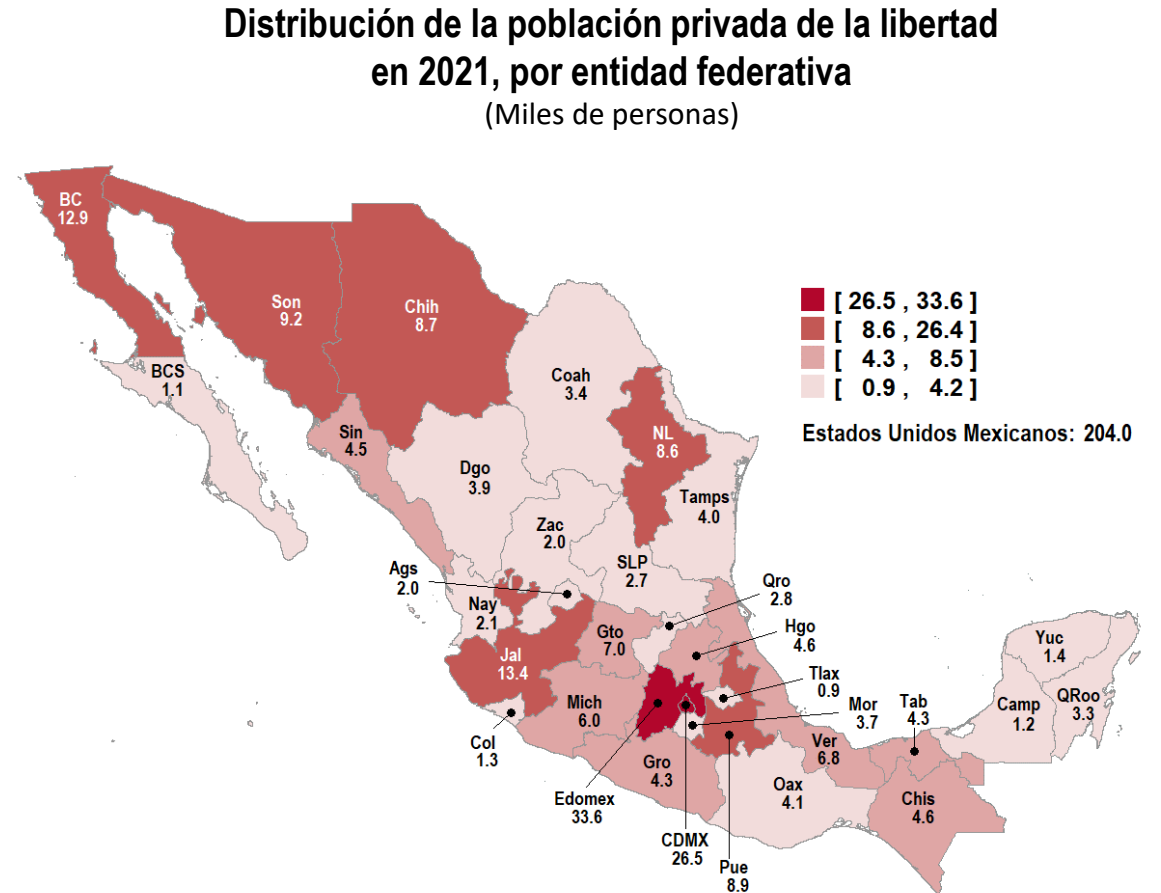 Distribución de la población privada de la libertad
en 2021, por entidad federativa
(Miles de personas)
BC
12.9
Son
9.2
Chih
8.7
BCS
1.1
Coah
3.4
Sin
4.5
NL
8.6
Dgo
3.9
Tamps
4.0
Zac
2.0
SLP
2.7
Ags
2.0
Nay
2.1
Qro
2.8
Gto
7.0
Hgo
4.6
Jal
13.4
Tlax
0.9
Mich
6.0
Mor
3.7
Tab
4.3
Yuc
1.4
Camp
1.2
QRoo
3.3
Col
1.3
Ver
6.8
Gro
4.3
Oax
4.1
Chis
4.6
Edomex
33.6
CDMX
26.5
Pue
8.9
[ 26.5 , 33.6 ]
[ 8.6 , 26.4 ]
[ 4.3 , 8.5 ]
[ 0.9 , 4.2 ]
Estados Unidos Mexicanos: 204.0